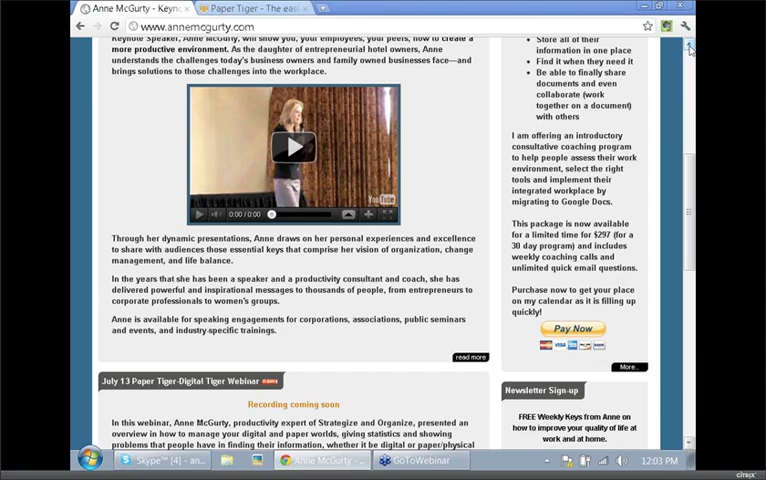 Anne McGurty - Keyno
Paper Tiger - The easi
www.annemcgurty.com
Keynote Speaker, Anne McGurty, will show you, your employees, your peers, how to create a
more productive environment. As the daughter of entrepreneurial hotel owners, Anne
understands the challenges today's business owners and family owned businesses face—and
brings solutions to those challenges into the workplace.
YouTube
0:00 / 0:00
Through her dynamic presentations, Anne draws on her personal experiences and excellence
to share with audiences those essential keys that comprise her vision of organization, change
management, and life balance.
In the years that she has been a speaker and a productivity consultant and coach, she has
delivered powerful and inspirational messages to thousands of people, from entrepreneurs to
corporate professionals to women's groups.
Anne is available for speaking engagements for corporations, associations, public seminars
and events, and industry-specific trainings.
read more
July 13 Paper Tiger-Digital Tiger Webinar
Recording coming soon
In this webinar, Anne McGurty, productivity expert of Strategize and Organize, presented an
overview in how to manage your digital and paper worlds, giving statistics and showing
problems that people have in finding their information, whether it be digital or paper/physical
Store all of their
information in one place
Find it when they need it
Be able to finally share
documents and even
collaborate (work
together on a document)
with others
I am offering an introductory
consultative coaching program
to help people assess their work
environment, select the right
tools and implement their
integrated workplace by
migrating to Google Docs.
This package is now available
for a limited time for $297 (for a
30 day program) and includes
weekly coaching calls and
unlimited quick email questions.
Purchase now to get your place
on my calendar as it is filling up
quickly!
Pay Now
VISA
More..
Newsletter Sign-up
FREE Weekly Keys from Anne on
how to improve your quality of life at
work and at home.
Skype™ [4] - an...
Anne McGurty - ...
GoToWebinar
12:03 PM
citrix